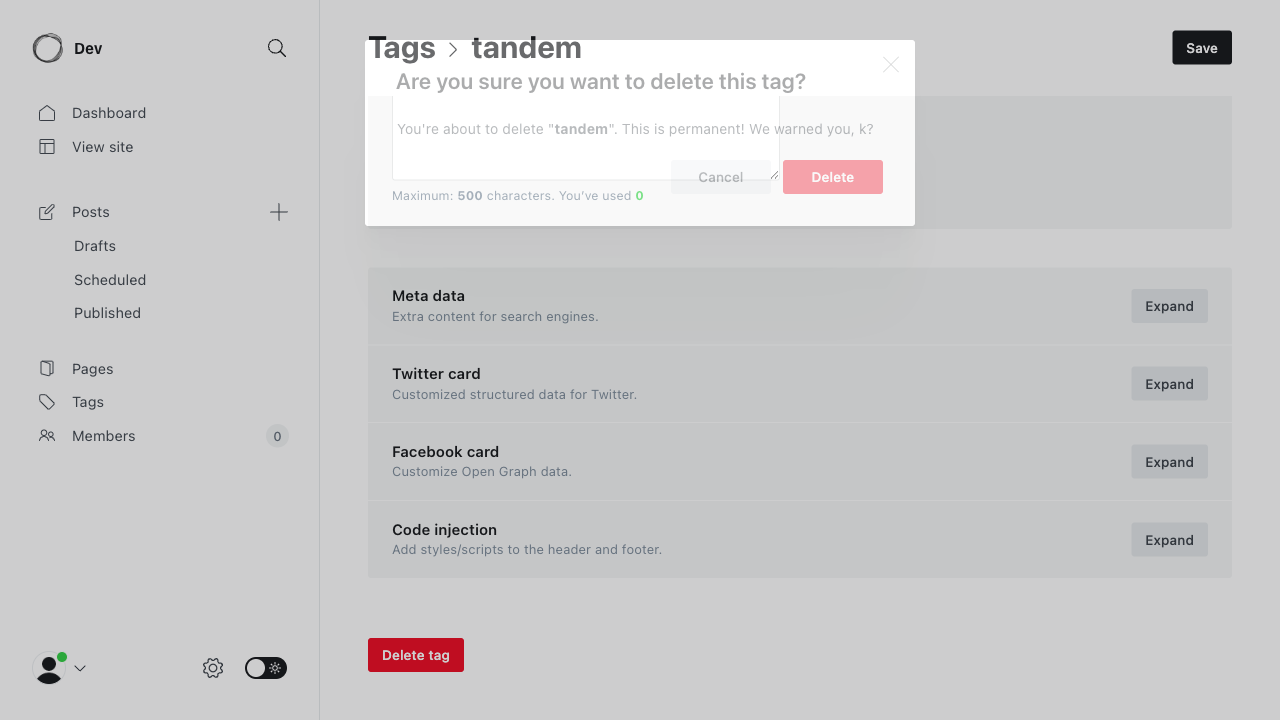 Dev
Dashboard
View site
Posts
Drafts
Scheduled
Published
Pages
Tags
Members 0
Tags > tandem
Save
Are you sure you want to delete this tag?
You're about to delete "tandem". This is permanent! We warned you, k?
Cancel
Delete
Maximum: 500 characters. You've used 0
Meta data
Extra content for search engines.
Expand
Twitter card
Customized structured data for Twitter.
Expand
Facebook card
Customize Open Graph data.
Expand
Code injection
Add styles/scripts to the header and footer.
Expand
Delete tag